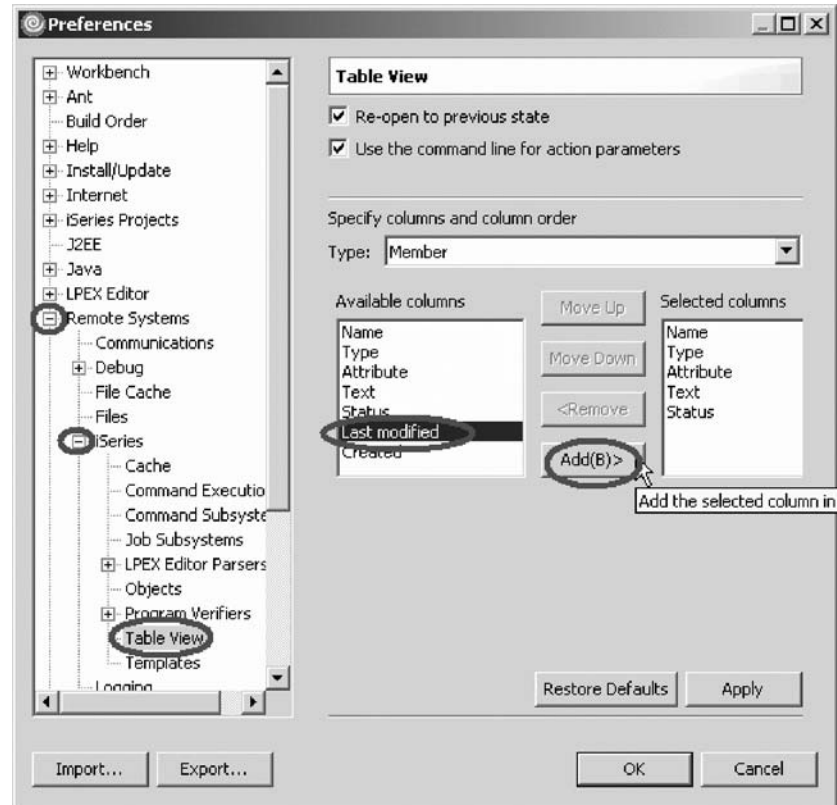 Preferences
Workbench
Ant
Build Order
Help
Install/Update
Internet
iSeries Projects
J2EE
Java
LPEX Editor
Remote Systems
Communications
Debug
File Cache
Files
iSeries
Cache
Command Executio
Command Subsyste
Job Subsystems
LPEX Editor Parsers
Objects
Program Verifiers
Table View
Templates
Logging
Table View
Re-open to previous state
Use the command line for action parameters
Specify columns and column order
Type: Member
Available columns
Name
Type
Attribute
Text
Status
Last modified
Created
Move Up
Move Down
<Remove
Add(B)>
Selected columns
Name
Type
Attribute
Text
Status
Add the selected column in
Restore Defaults
Apply
Import...
Export...
OK
Cancel